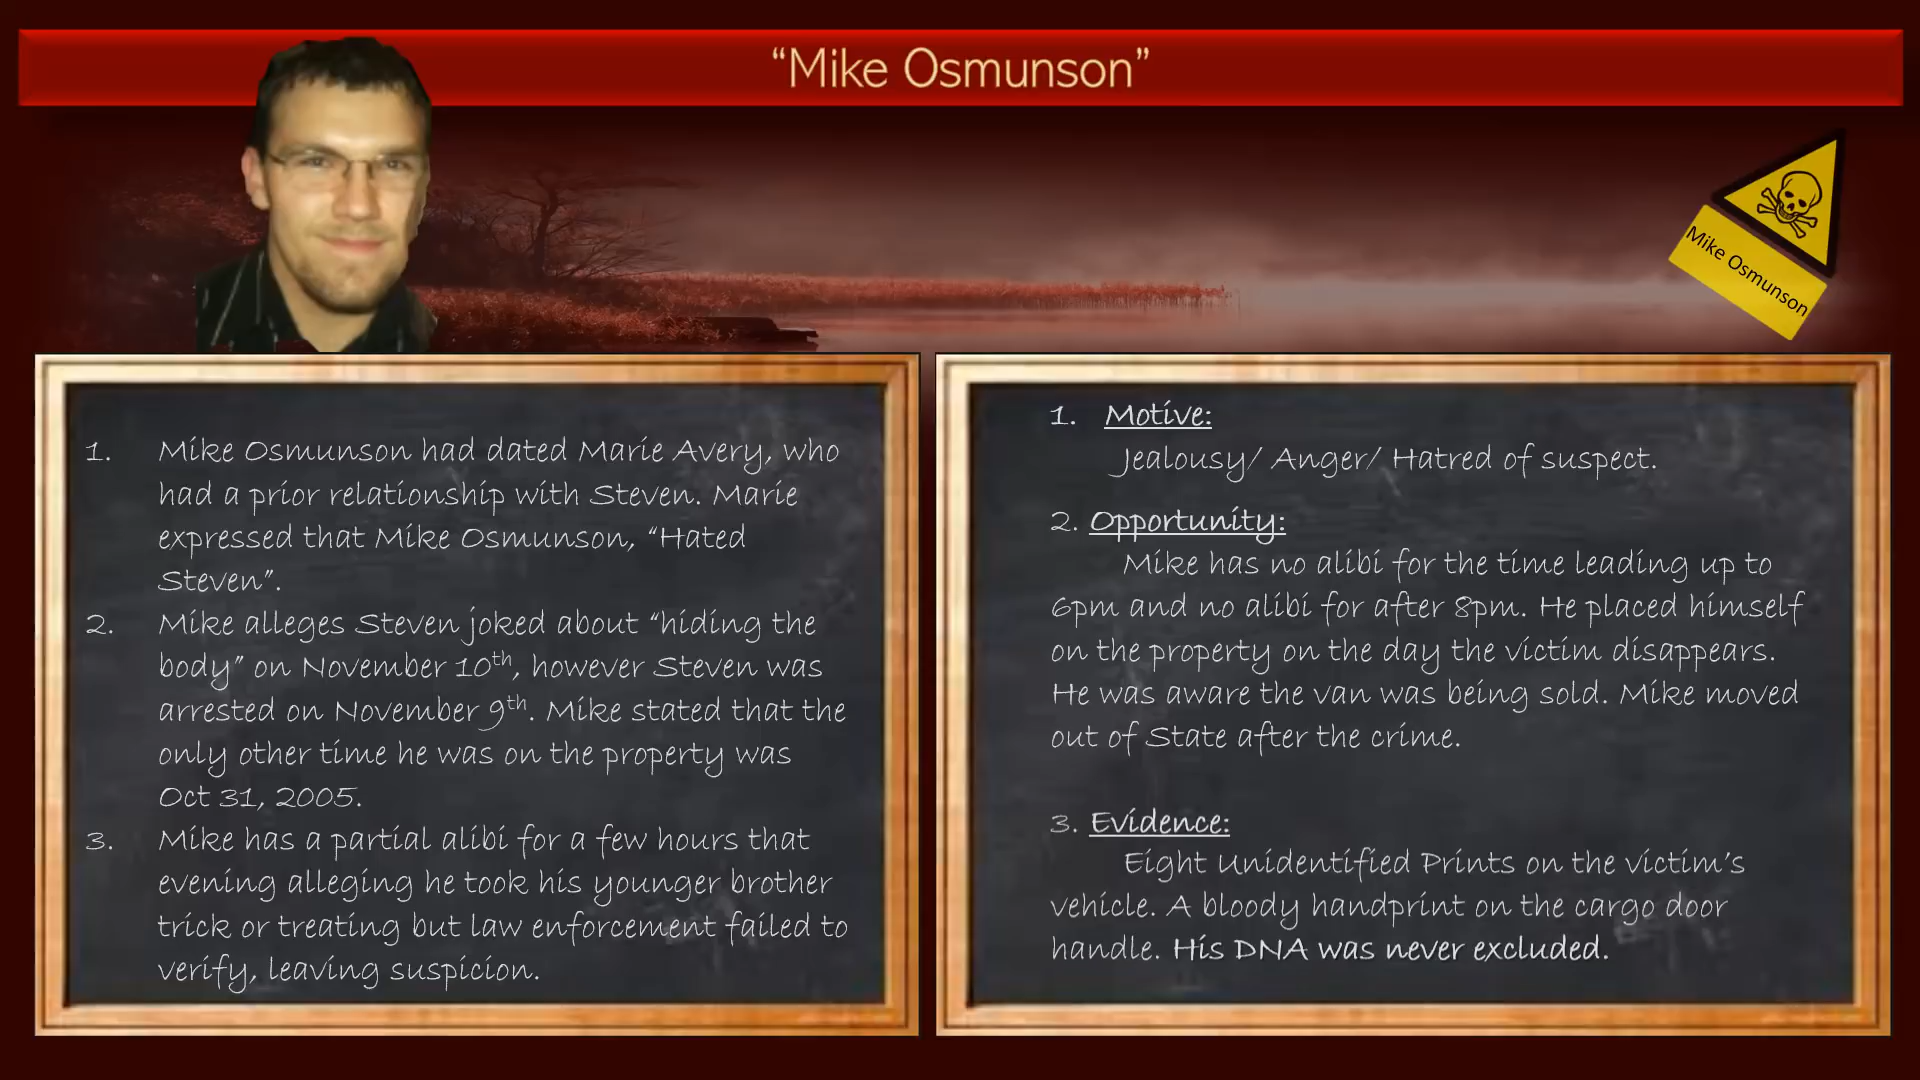 “Mike Osmunson”
Mike Osmunson
1. Mike Osmunson had dated Marie Avery, who
had a prior relationship with Steven. Marie
expressed that Mike Osmunson, “Hated
Steven”.
2. Mike alleges Steven joked about “hiding the
body” on November 10th, however Steven was
arrested on November 9th. Mike stated that the
only other time he was on the property was
Oct 31, 2005.
3. Mike has a partial alibi for a few hours that
evening alleging he took his younger brother
trick or treating but law enforcement failed to
verify, leaving suspicion.
1. Motive:
Jealousy/ Anger/ Hatred of suspect.
2. Opportunity:
Mike has no alibi for the time leading up to
6pm and no alibi for after 8pm. He placed himself
on the property on the day the victim disappears.
He was aware the van was being sold. Mike moved
out of State after the crime.
3. Evidence:
Eight Unidentified Prints on the victim’s
vehicle. A bloody handprint on the cargo door
handle. His DNA was never excluded.